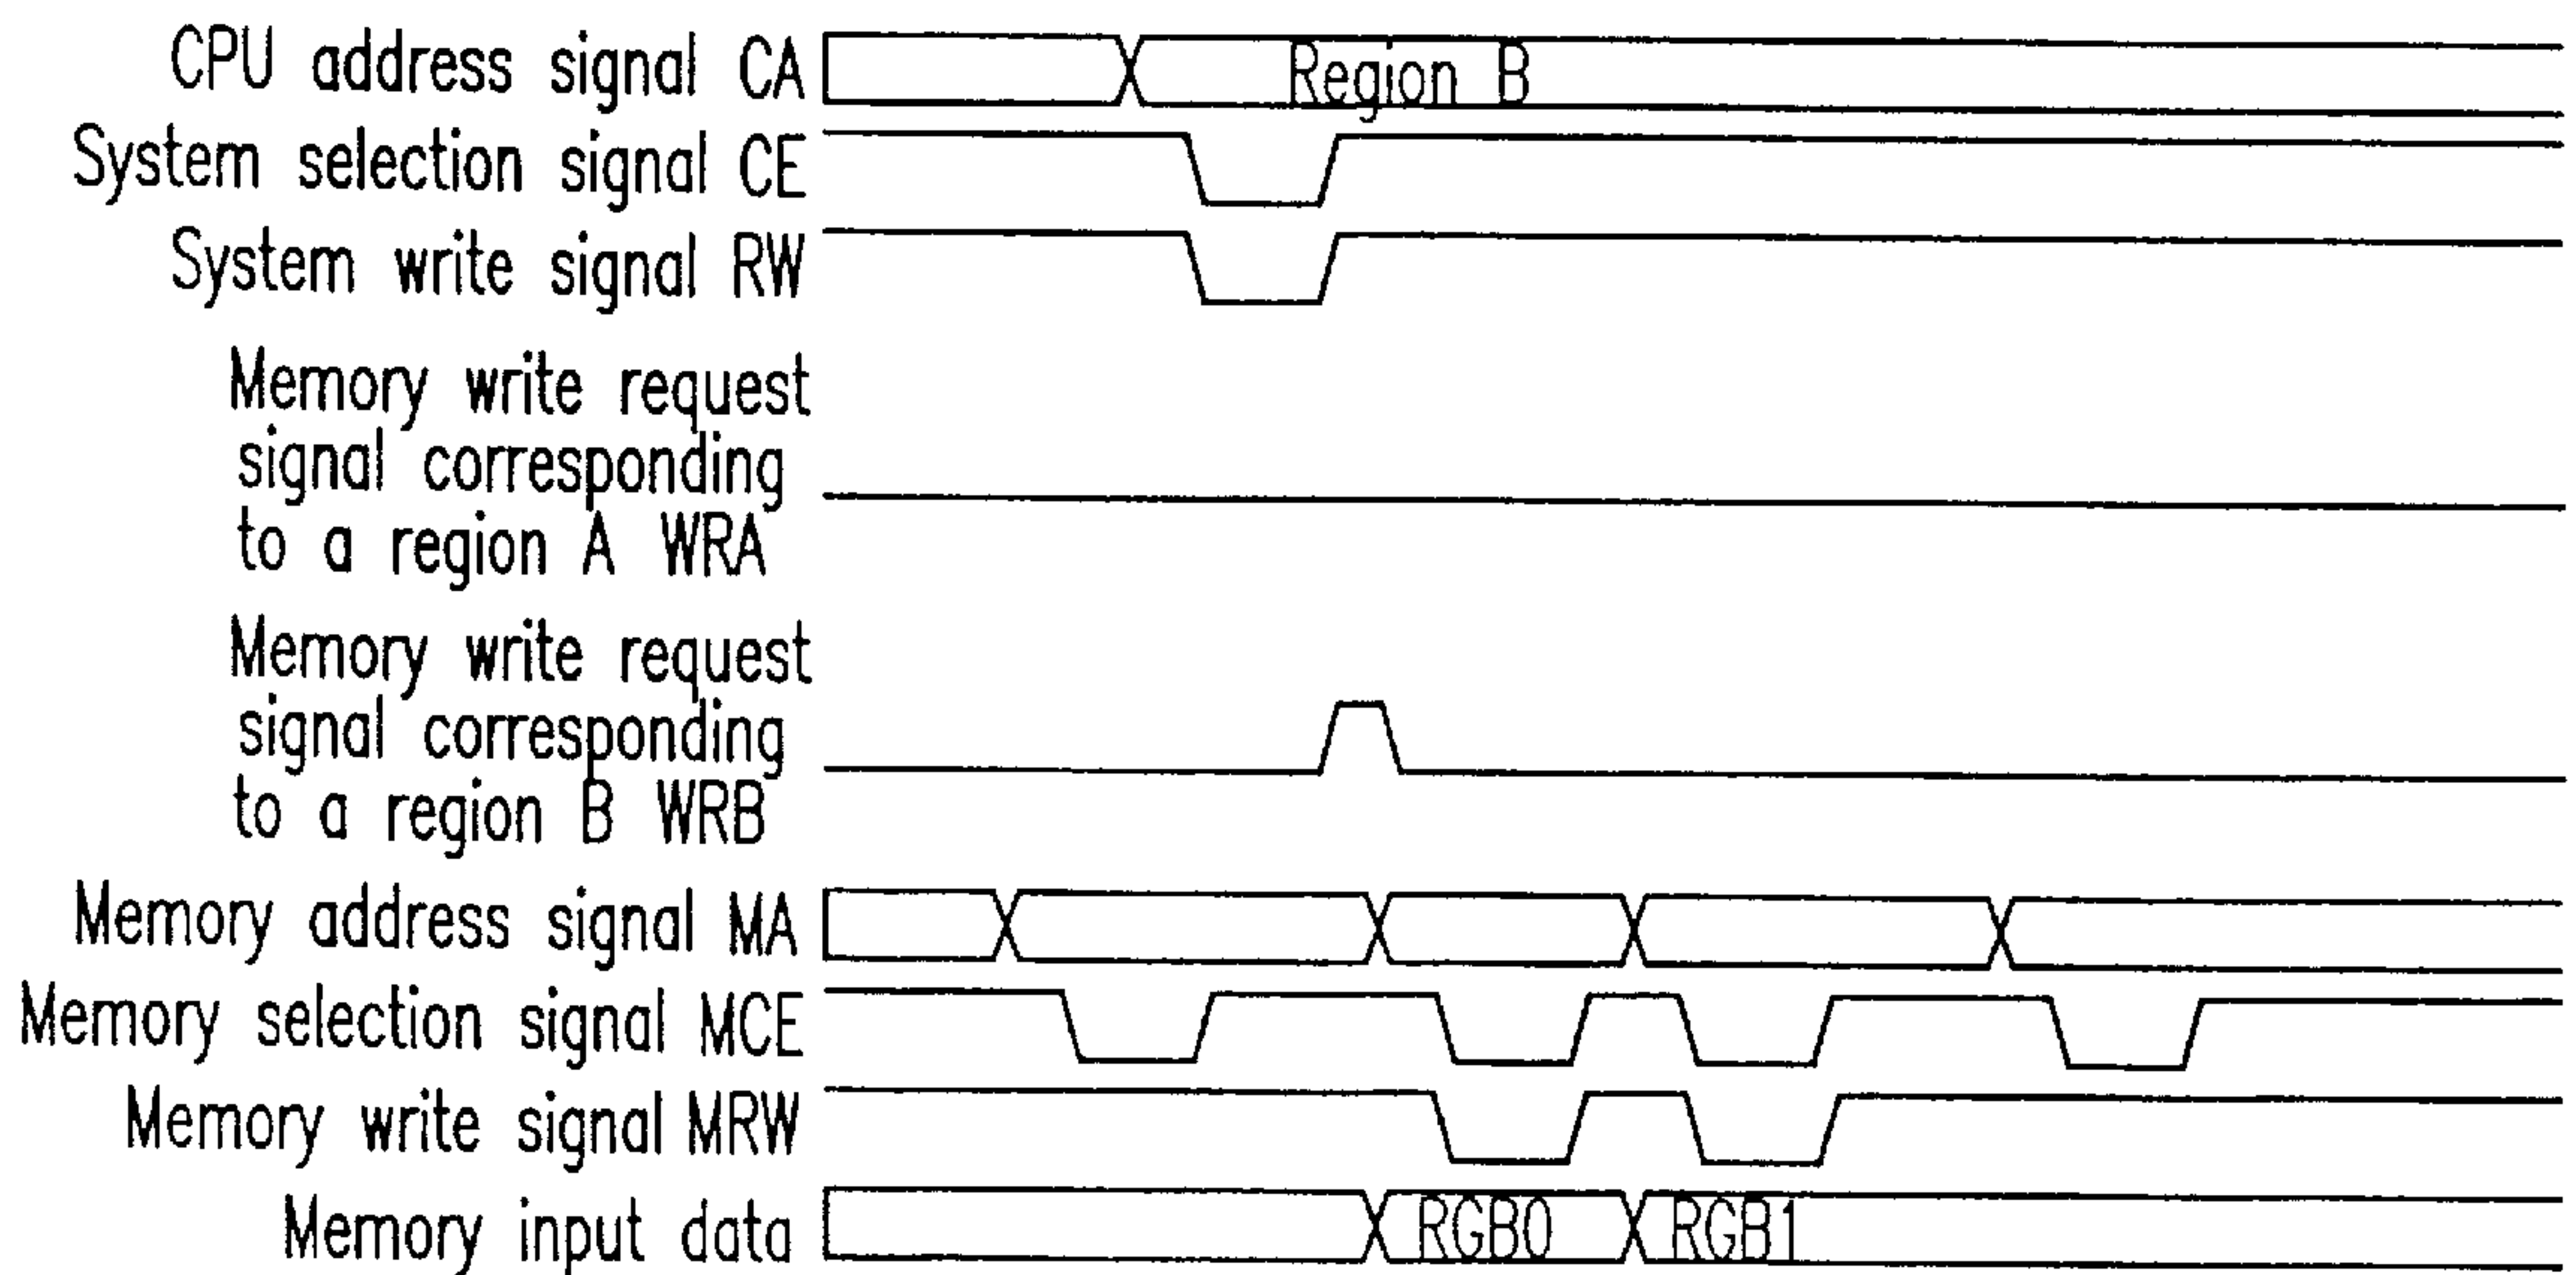 CPU address signal CA
Region B
System selection signal CE
System write signal RW
Memory write request
signal corresponding
to a region A WRA
Memory write request
signal corresponding
to a region B WRB
Memory address signal MA
Memory selection signal MCE
Memory write signal MRW
Memory input data
RGB0
RGB1